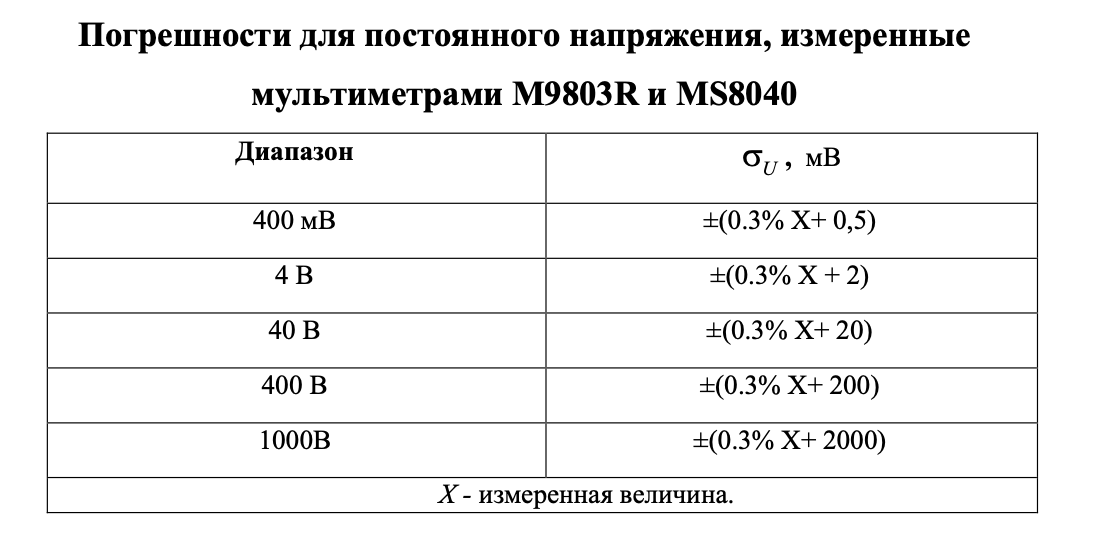 Погрешности для постоянного напряжения, измеренные
мультиметрами M9803R и MS8040
Диапазон σU , мВ
400 мВ ±(0.3% X+ 0,5)
4 В ±(0.3% X + 2)
40 В ±(0.3% X+ 20)
400 В ±(0.3% X+ 200)
1000В ±(0.3% X+ 2000)
X - измеренная величина.